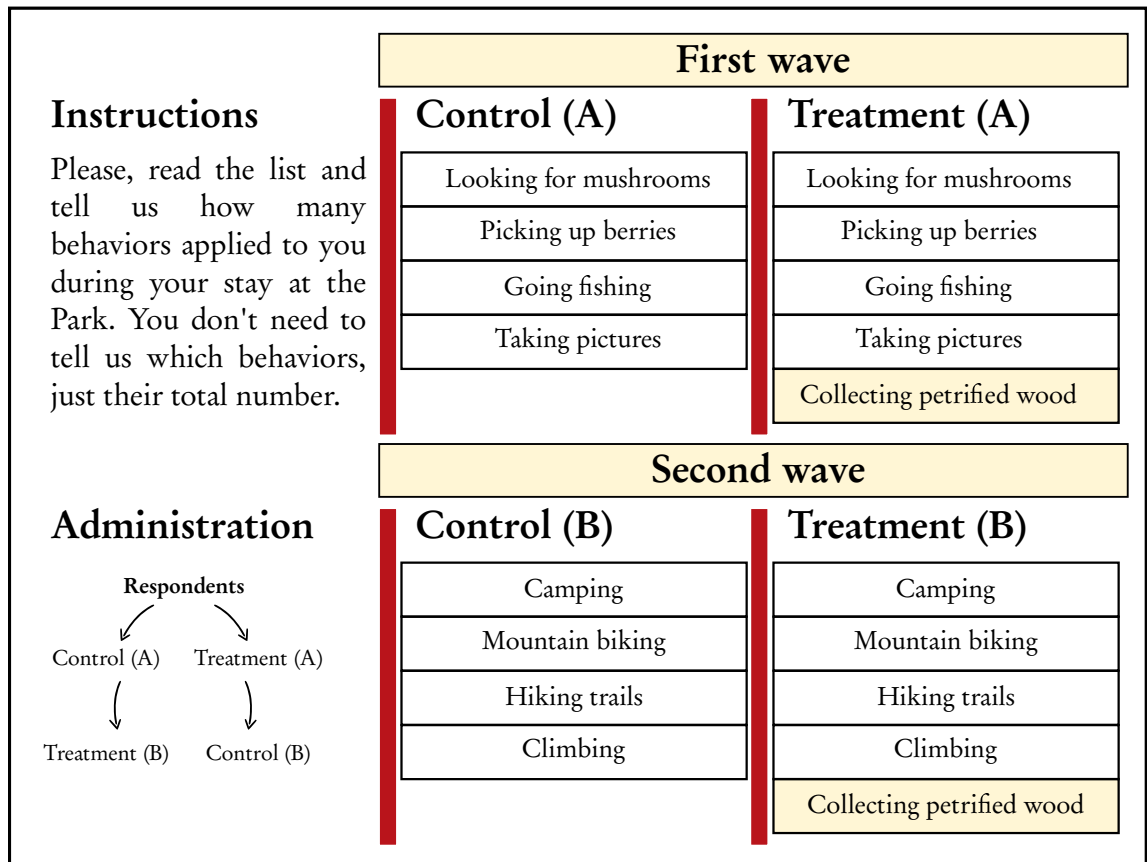 First wave
Instructions
Please, read the list and
tell us how many
behaviors applied to you
during your stay at the
Park. You don't need to
tell us which behaviors,
just their total number.
Control (A)
Looking for mushrooms
Picking up berries
Going fishing
Taking pictures
Treatment (A)
Looking for mushrooms
Picking up berries
Going fishing
Taking pictures
Collecting petrified wood
Second wave
Administration
Respondents
Control (A) Treatment (A)
Treatment (B) Control (B)
Control (B)
Camping
Mountain biking
Hiking trails
Climbing
Treatment (B)
Camping
Mountain biking
Hiking trails
Climbing
Collecting petrified wood